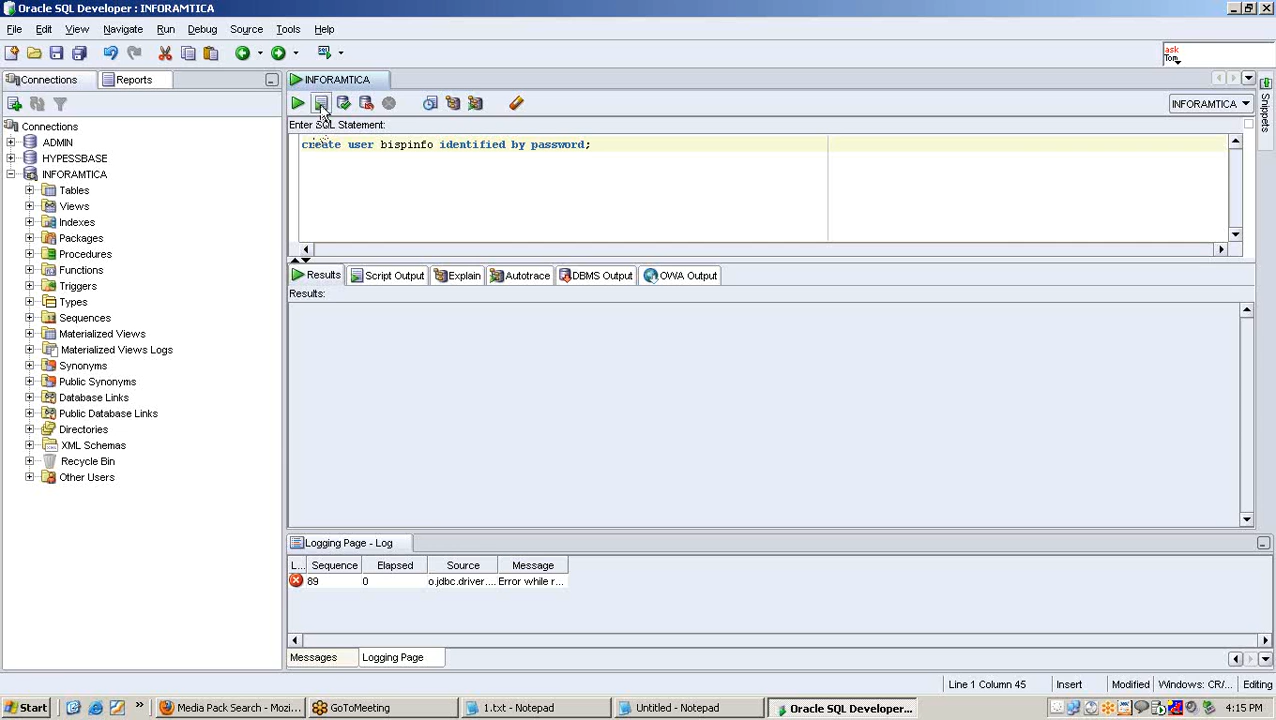 Oracle SQL Developer : INFORAMTICA
File Edit View Navigate Run Debug Source Tools Help
ask
Tom
Connections Reports INFORAMTICA
INFORAMTICA
Enter SQL Statement:
create user bispinfo identified by password;
Connections
ADMIN
HYPESSBASE
INFORAMTICA
Tables
Views
Indexes
Packages
Procedures
Functions
Triggers
Types
Sequences
Materialized Views
Materialized Views Logs
Synonyms
Public Synonyms
Database Links
Public Database Links
Directories
XML Schemas
Recycle Bin
Other Users
Snippets
Results Script Output Explain Autotrace DBMS Output OWA Output
Results:
Logging Page - Log
L... Sequence Elapsed Source Message
89 0 o.jdbc.driver.... Error while r...
Messages Logging Page
Line 1 Column 45 Insert Modified Windows: CR/... Editing
Start Media Pack Search - Mozi... GoToMeeting 1.txt - Notepad Untitled - Notepad Oracle SQL Developer... 4:15 PM